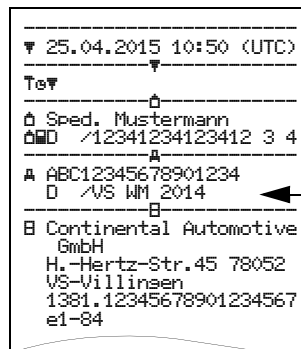 ▼ 25.04.2015 10:50 (UTC)
T⊙▼
Sped. Mustermann
D /12341234123412 3 4
ABC12345678901234
D /VS WM 2014
Continental Automotive
GmbH
H.-Hertz-Str.45 78052
VS-Villingen
1381.12345678901234567
e1-84